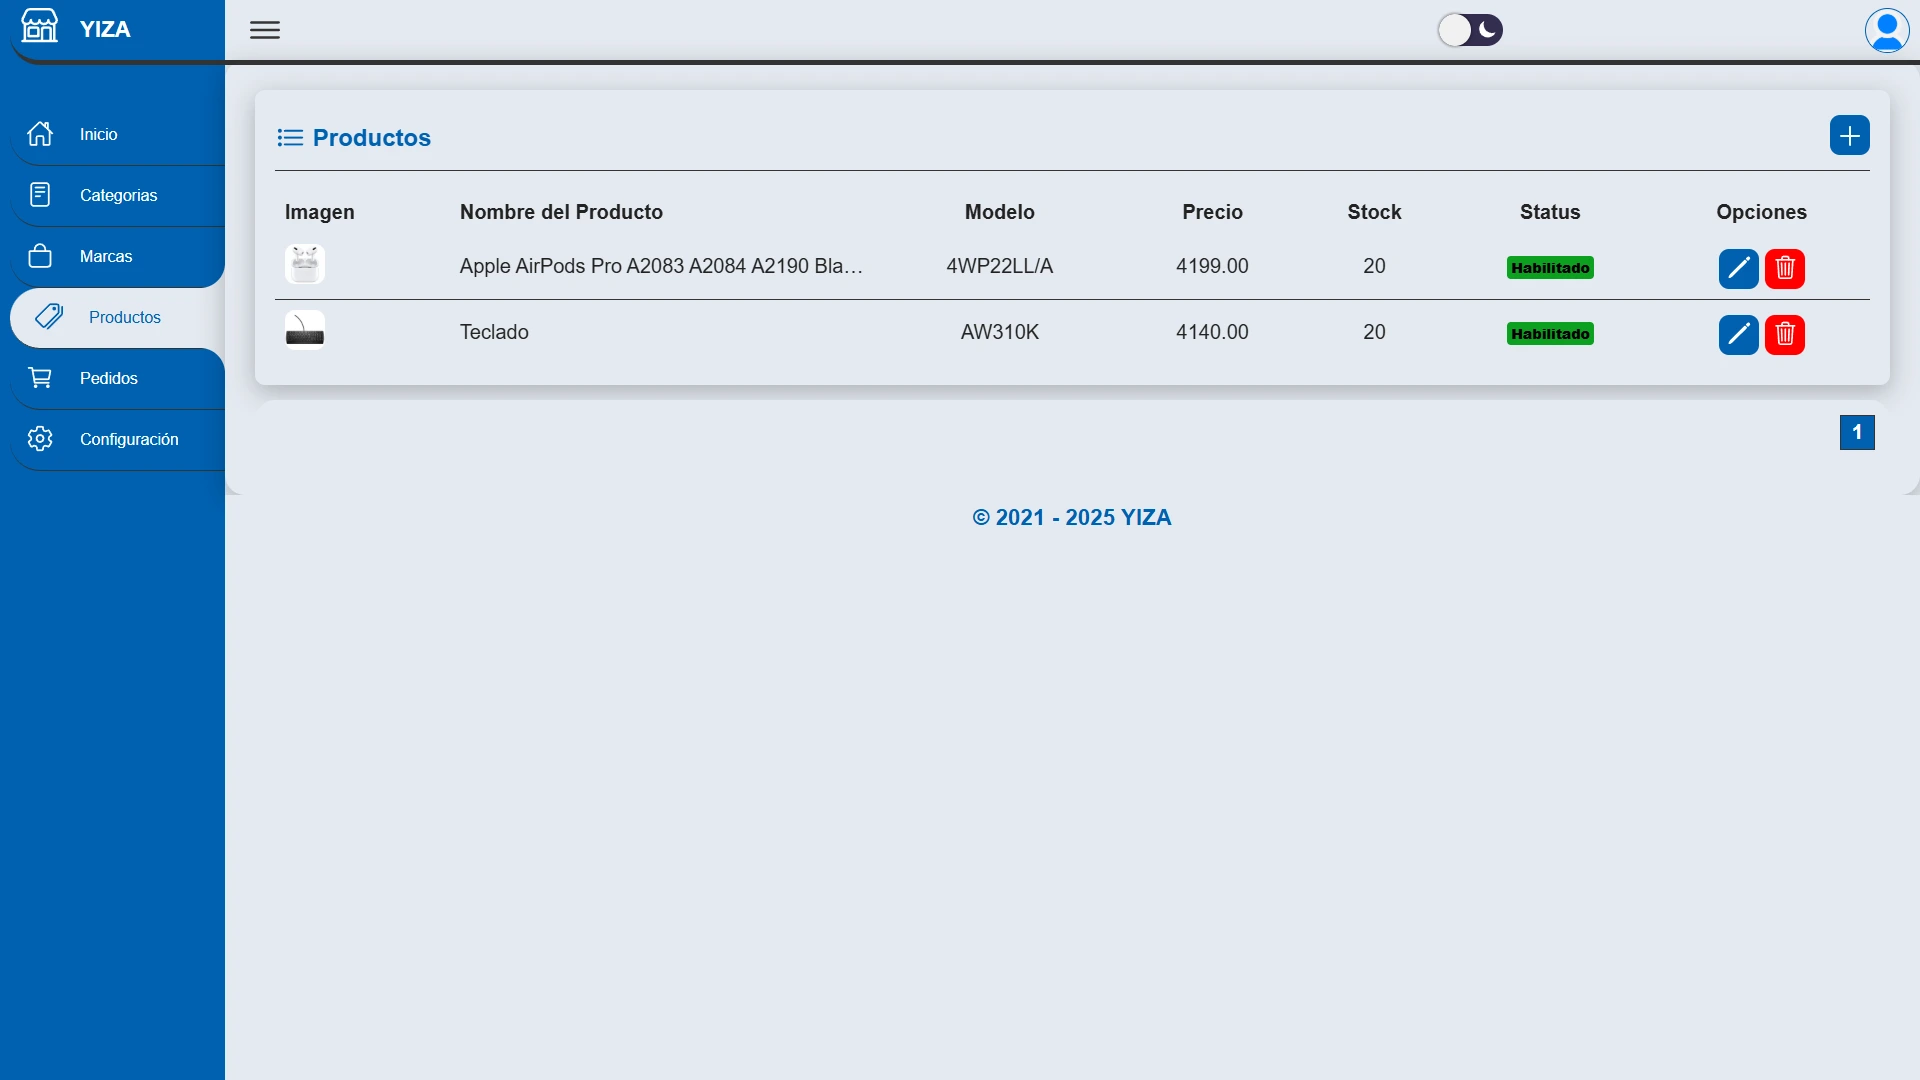 YIZA
Inicio
Categorias
Marcas
Productos
Pedidos
Configuración
Productos
Imagen Nombre del Producto Modelo Precio Stock Status Opciones
Apple AirPods Pro A2083 A2084 A2190 Bla… 4WP22LL/A 4199.00 20 Habilitado
Teclado AW310K 4140.00 20 Habilitado
1
© 2021 - 2025 YIZA